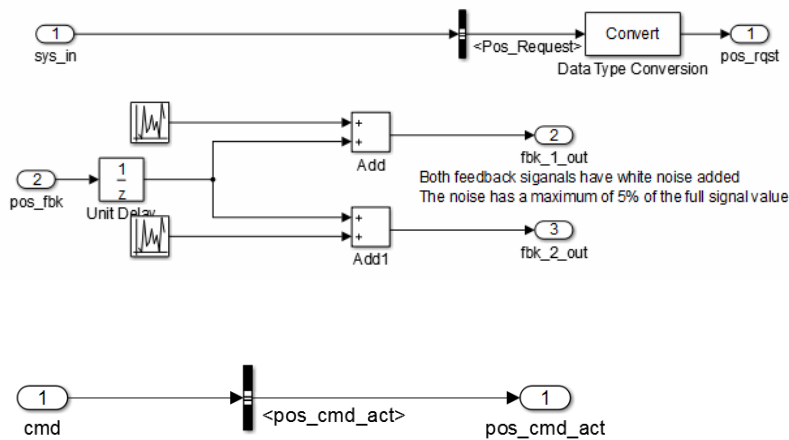 1
sys_in
<Pos_Request>
Convert
Data Type Conversion
1
pos_rqst
+
+
Add
2
fbk_1_out
Both feedback siganals have white noise added
The noise has a maximum of 5% of the full signal value
2
pos_fbk
1
z
Unit Delay
+
+
Add1
3
fbk_2_out
1
cmd
<pos_cmd_act>
1
pos_cmd_act